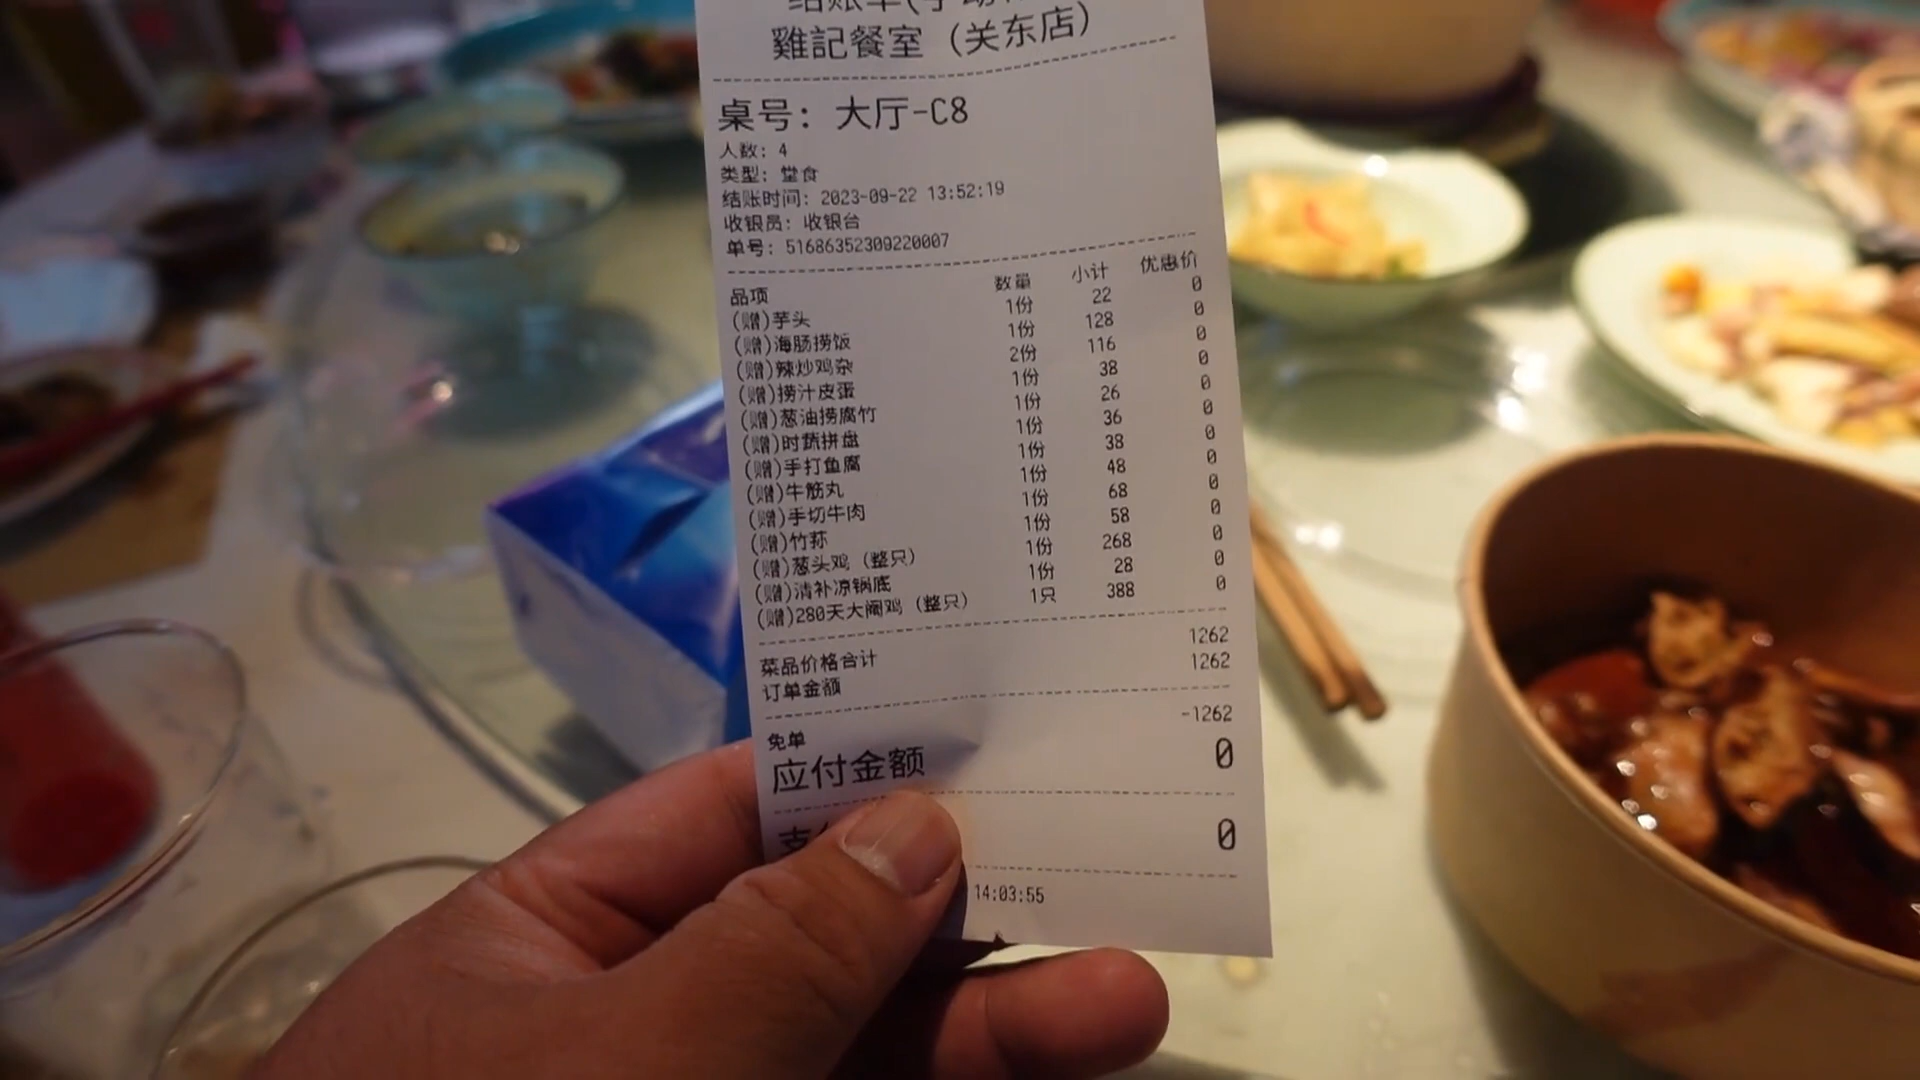 雞記餐室（关东店）
桌号：大厅-C8
人数：4
类型：堂食
结账时间：2023-09-22 13:52:19
收银员：收银台
单号：51686352309220007
品项 数量 小计 优惠价
(赠)芋头 1份 22 0
(赠)海肠捞饭 1份 128 0
(赠)辣炒鸡杂 2份 116 0
(赠)捞汁皮蛋 1份 38 0
(赠)葱油捞腐竹 1份 26 0
(赠)时蔬拼盘 1份 36 0
(赠)手打鱼腐 1份 38 0
(赠)牛筋丸 1份 48 0
(赠)手切牛肉 1份 68 0
(赠)竹荪 1份 58 0
(赠)葱头鸡（整只） 1份 268 0
(赠)清补凉锅底 1份 28 0
(赠)280天大阉鸡（整只） 1只 388 0
菜品价格合计 1262
订单金额 1262
免单 -1262
应付金额 0
支 0
14:03:55